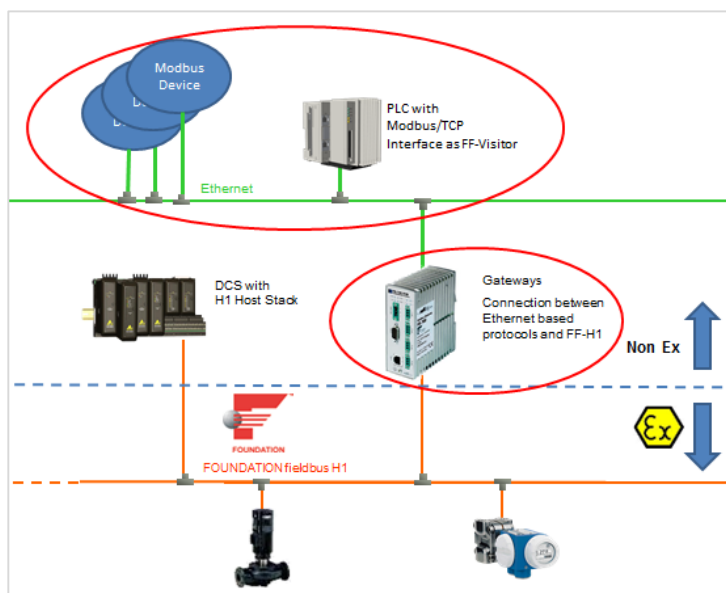 Modbus
Device
D
D
PLC with
Modbus/TCP
Interface as FF-Visitor
Ethernet
DCS with
H1 Host Stack
Gateways
Connection between
Ethernet based
protocols and FF-H1
Non Ex
Ex
FOUNDATION
FOUNDATION fieldbus H1